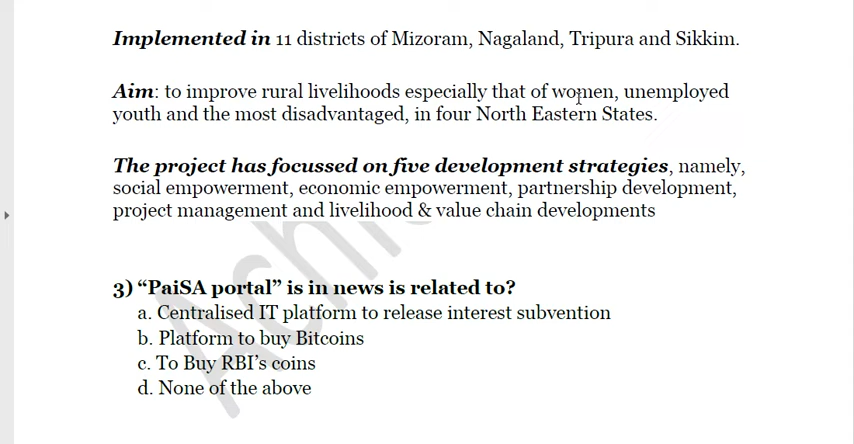 Implemented in 11 districts of Mizoram, Nagaland, Tripura and Sikkim.
Aim: to improve rural livelihoods especially that of women, unemployed
youth and the most disadvantaged, in four North Eastern States.
The project has focussed on five development strategies, namely,
social empowerment, economic empowerment, partnership development,
project management and livelihood & value chain developments
3) “PaiSA portal” is in news is related to?
a. Centralised IT platform to release interest subvention
b. Platform to buy Bitcoins
c. To Buy RBI’s coins
d. None of the above